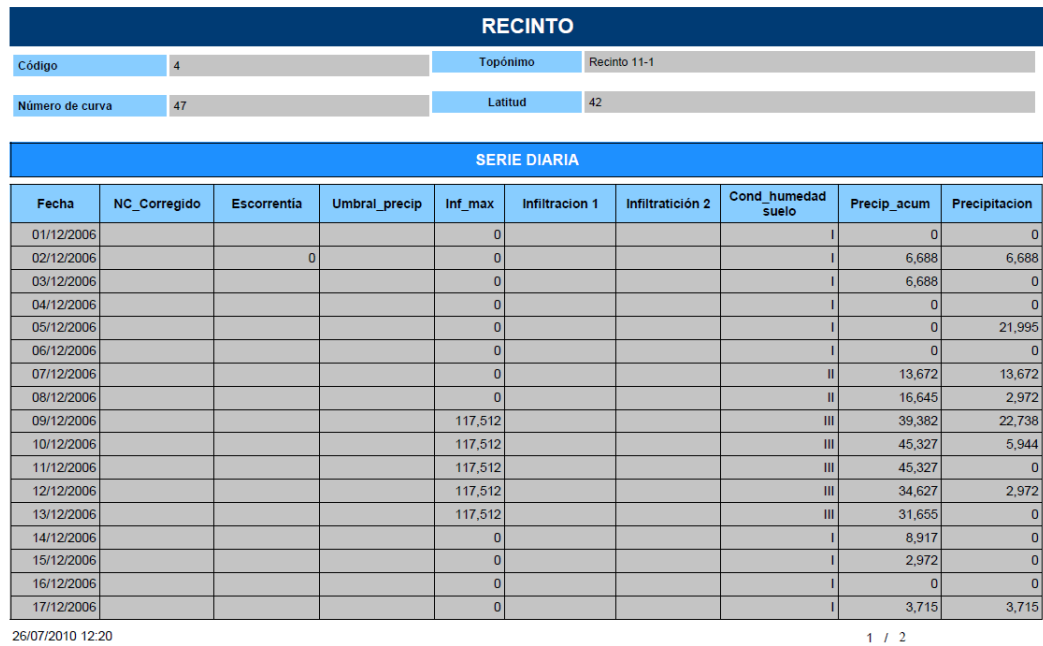 RECINTO
Código 4 Topónimo Recinto 11-1
Número de curva 47 Latitud 42
SERIE DIARIA
Fecha NC_Corregido Escorrentía Umbral_precip Inf_max Infiltracion 1 Infiltratición 2 Cond_humedad suelo Precip_acum Precipitacion
01/12/2006 0 I 0 0
02/12/2006 0 0 I 6,688 6,688
03/12/2006 0 I 6,688 0
04/12/2006 0 I 0 0
05/12/2006 0 I 0 21,995
06/12/2006 0 I 0 0
07/12/2006 0 II 13,672 13,672
08/12/2006 0 II 16,645 2,972
09/12/2006 117,512 III 39,382 22,738
10/12/2006 117,512 III 45,327 5,944
11/12/2006 117,512 III 45,327 0
12/12/2006 117,512 III 34,627 2,972
13/12/2006 117,512 III 31,655 0
14/12/2006 0 I 8,917 0
15/12/2006 0 I 2,972 0
16/12/2006 0 I 0 0
17/12/2006 0 I 3,715 3,715
26/07/2010 12:20 1 / 2